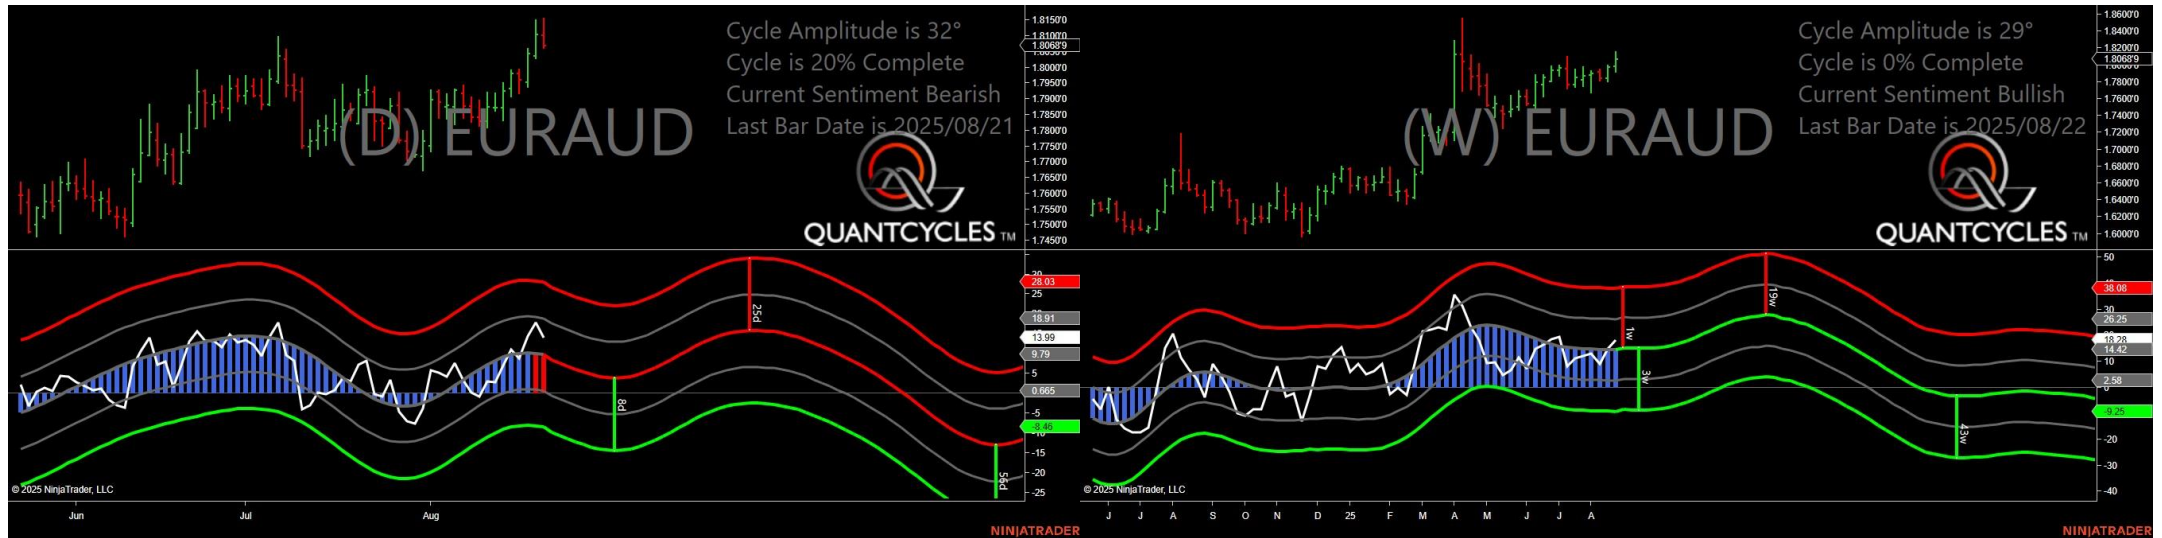 Cycle Amplitude is 32°
Cycle is 20% Complete
Current Sentiment Bearish
Last Bar Date is 2025/08/21
(D) EURAUD
QUANTCYCLES TM
1.8150'0
1.8100'0
1.8068'9
1.8000'0
1.7950'0
1.7900'0
1.7850'0
1.7800'0
1.7750'0
1.7700'0
1.7650'0
1.7600'0
1.7550'0
1.7500'0
1.7450'0
28.03
25
18.91
13.99
9.79
5
0.665
-5
-8.46
-15
-20
-25
25d
8d
56d
© 2025 NinjaTrader, LLC
Jun
Jul
Aug
NINJATRADER
Cycle Amplitude is 29°
Cycle is 0% Complete
Current Sentiment Bullish
Last Bar Date is 2025/08/22
(W) EURAUD
QUANTCYCLES TM
1.8600'0
1.8400'0
1.8200'0
1.8068'9
1.7800'0
1.7600'0
1.7400'0
1.7200'0
1.7000'0
1.6800'0
1.6600'0
1.6400'0
1.6200'0
1.6000'0
50
38.08
30
26.25
18.28
14.42
10
2.58
-9.25
-20
-30
-40
1w
3w
19w
43w
© 2025 NinjaTrader, LLC
J
J
A
S
O
N
D
25
F
M
A
M
J
J
A
NINJATRADER